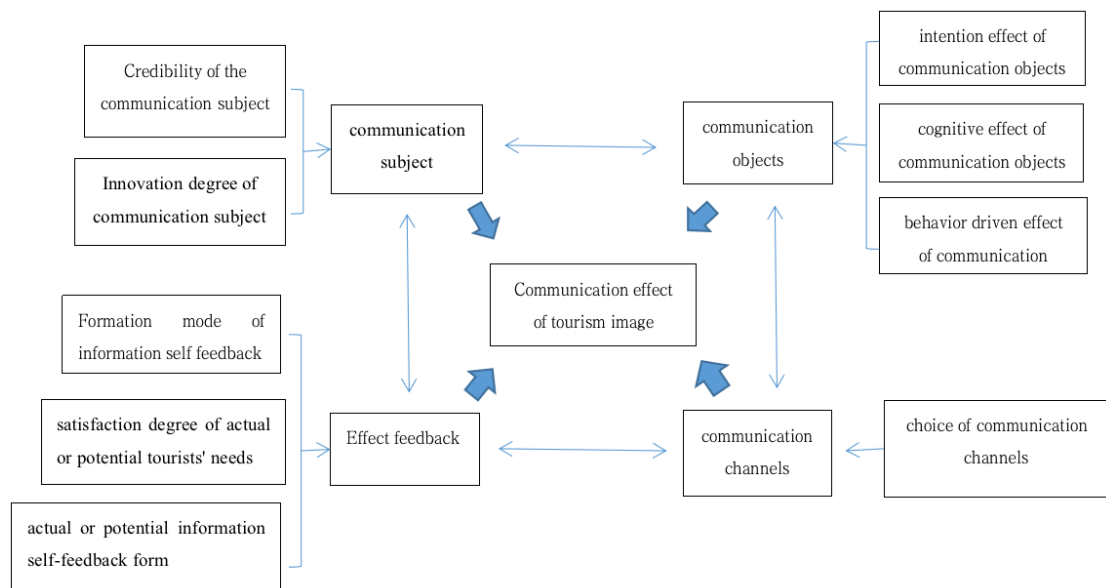 Credibility of the
communication subject
Innovation degree of
communication subject
communication
subject
communication
objects
intention effect of
communication objects
cognitive effect of
communication objects
behavior driven effect
of communication
Communication effect
of tourism image
Formation mode of
information self feedback
satisfaction degree of actual
or potential tourists' needs
actual or potential information
self-feedback form
Effect feedback
communication
channels
choice of communication
channels